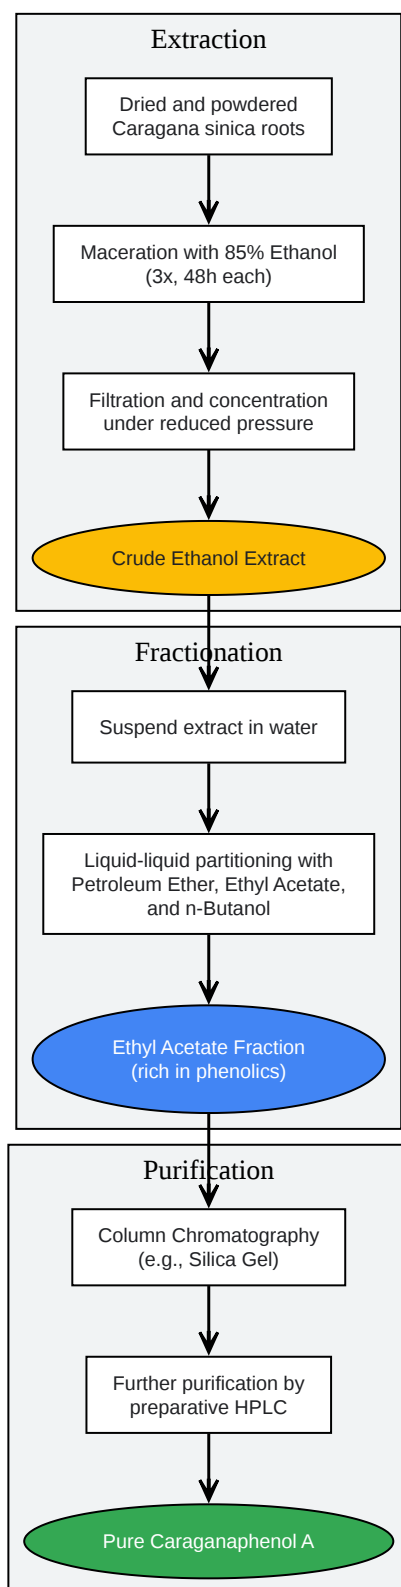 Extraction
Dried and powdered
Caragana sinica roots
Maceration with 85% Ethanol
(3x, 48h each)
Filtration and concentration
under reduced pressure
Crude Ethanol Extract
Fractionation
Suspend extract in water
Liquid-liquid partitioning with
Petroleum Ether, Ethyl Acetate,
and n-Butanol
Ethyl Acetate Fraction
(rich in phenolics)
Purification
Column Chromatography
(e.g., Silica Gel)
Further purification by
preparative HPLC
Pure Caraganaphenol A